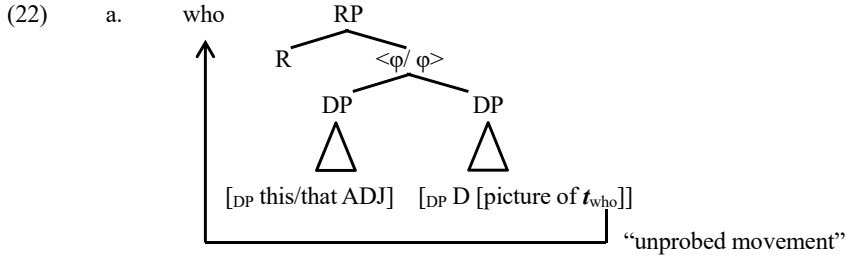 (22) a. who RP
R <φ/ φ>
DP DP
[DP this/that ADJ] [DP D [picture of twho]]
“unprobed movement”